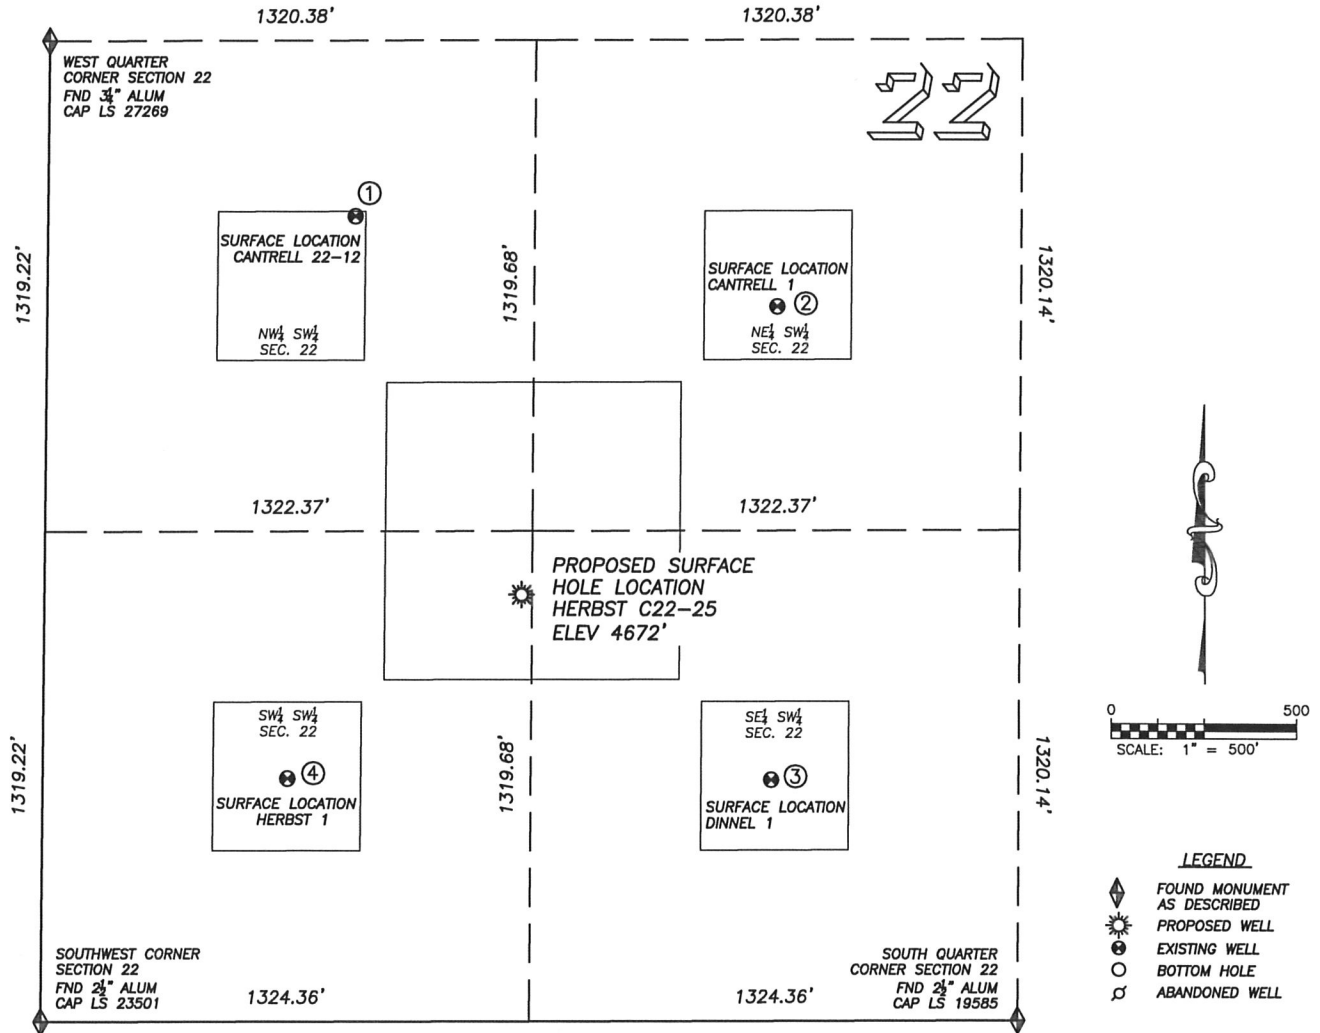 1320.38'
1320.38'
WEST QUARTER
CORNER SECTION 22
FND 3¼" ALUM
CAP LS 27269
22
①
SURFACE LOCATION
CANTRELL 22-12
NW¼ SW¼
SEC. 22
SURFACE LOCATION
CANTRELL 1
②
NE¼ SW¼
SEC. 22
1319.22'
1319.68'
1320.14'
1322.37'
1322.37'
PROPOSED SURFACE
HOLE LOCATION
HERBST C22-25
ELEV 4672'
SW¼ SW¼
SEC. 22
④
SURFACE LOCATION
HERBST 1
SE¼ SW¼
SEC. 22
③
SURFACE LOCATION
DINNEL 1
1319.22'
1319.68'
1320.14'
0 500
SCALE: 1" = 500'
LEGEND
FOUND MONUMENT
AS DESCRIBED
PROPOSED WELL
EXISTING WELL
BOTTOM HOLE
ABANDONED WELL
SOUTHWEST CORNER
SECTION 22
FND 2½" ALUM
CAP LS 23501
1324.36'
1324.36'
SOUTH QUARTER
CORNER SECTION 22
FND 2½" ALUM
CAP LS 19585